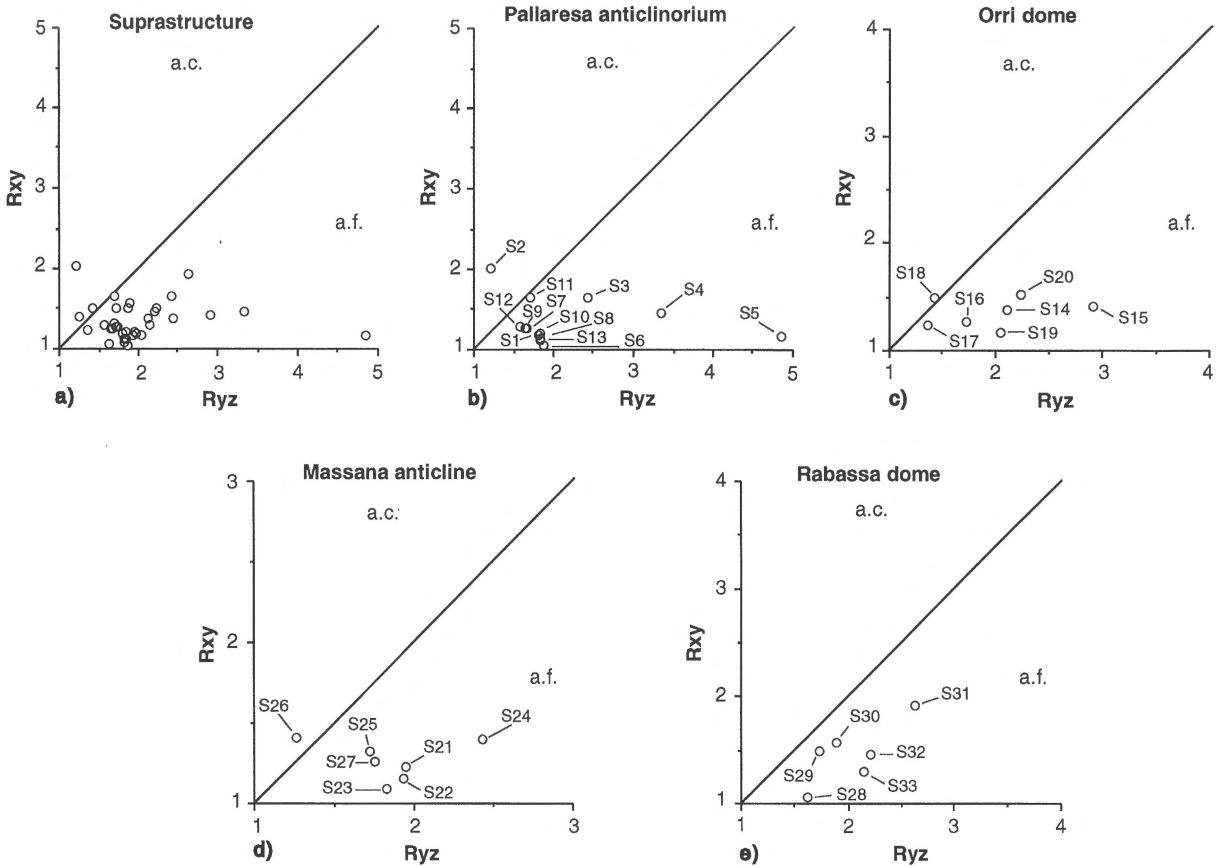 Suprastructure
a.c.
a.f.
5
4
3
2
1
Rxy
1 2 3 4 5
Ryz
a)
Pallaresa anticlinorium
a.c.
a.f.
5
4
3
2
1
Rxy
S2
S11
S3
S4
S5
S12
S7
S9
S10
S8
S1
S13
S6
1 2 3 4 5
Ryz
b)
Orri dome
a.c.
a.f.
4
3
2
1
Rxy
S18
S16
S20
S14
S15
S17
S19
1 2 3 4
Ryz
c)
Massana anticline
a.c.
a.f.
3
2
1
Rxy
S26
S25
S24
S27
S21
S23
S22
1 2 3
Ryz
d)
Rabassa dome
a.c.
a.f.
4
3
2
1
Rxy
S31
S30
S32
S29
S33
S28
1 2 3 4
Ryz
e)